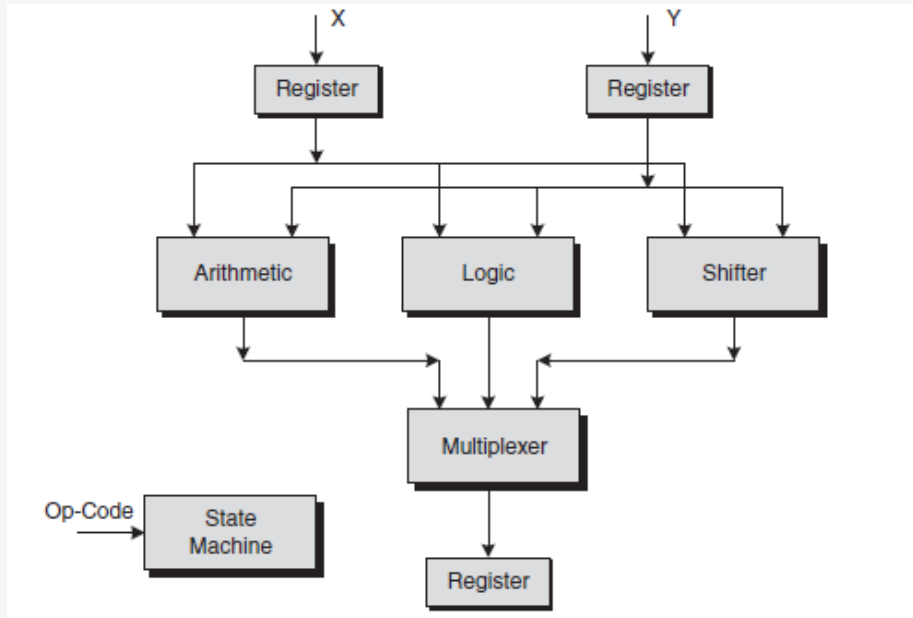 X
Y
Register
Register
Arithmetic
Logic
Shifter
Multiplexer
Op-Code
State
Machine
Register